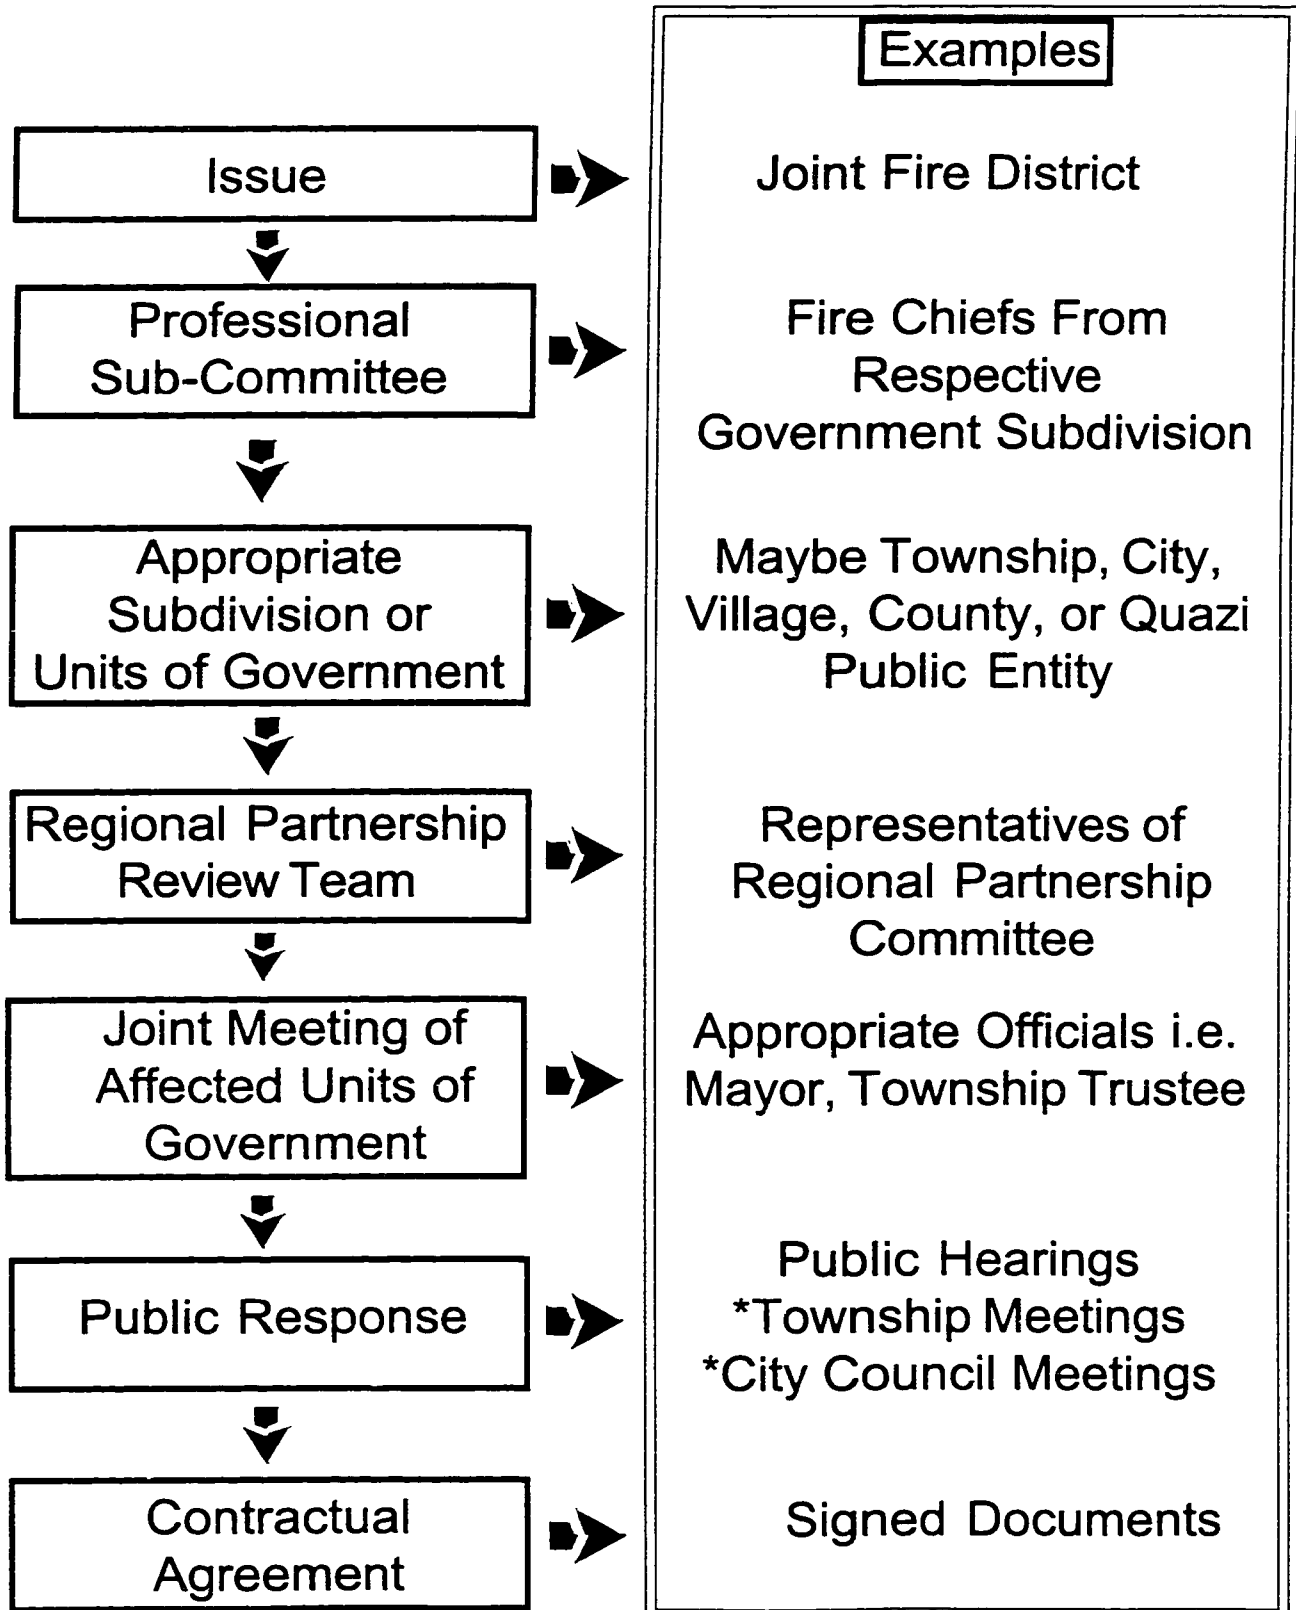 Examples
Issue
Joint Fire District
Professional
Sub-Committee
Fire Chiefs From
Respective
Government Subdivision
Appropriate
Subdivision or
Units of Government
Maybe Township, City,
Village, County, or Quazi
Public Entity
Regional Partnership
Review Team
Representatives of
Regional Partnership
Committee
Joint Meeting of
Affected Units of
Government
Appropriate Officials i.e.
Mayor, Township Trustee
Public Response
Public Hearings
*Township Meetings
*City Council Meetings
Contractual
Agreement
Signed Documents